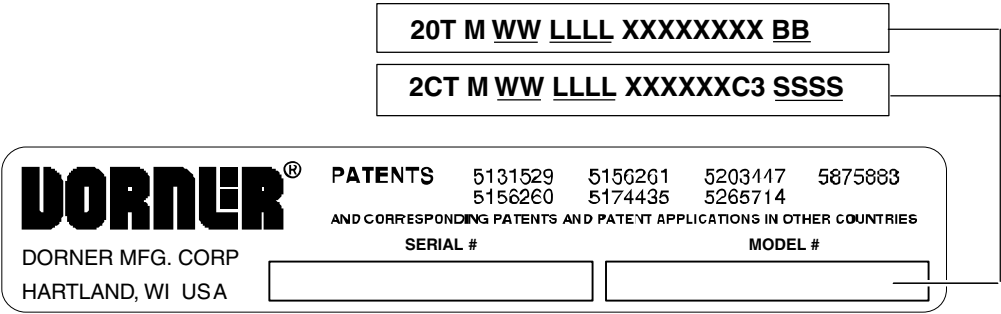 20T M WW LLLL XXXXXXXX BB
2CT M WW LLLL XXXXXXC3 SSSS
DORNER®
PATENTS 5131529 5156261 5203447 5875883
5156260 5174435 5265714
AND CORRESPONDING PATENTS AND PATENT APPLICATIONS IN OTHER COUNTRIES
SERIAL # MODEL #
DORNER MFG. CORP
HARTLAND, WI USA